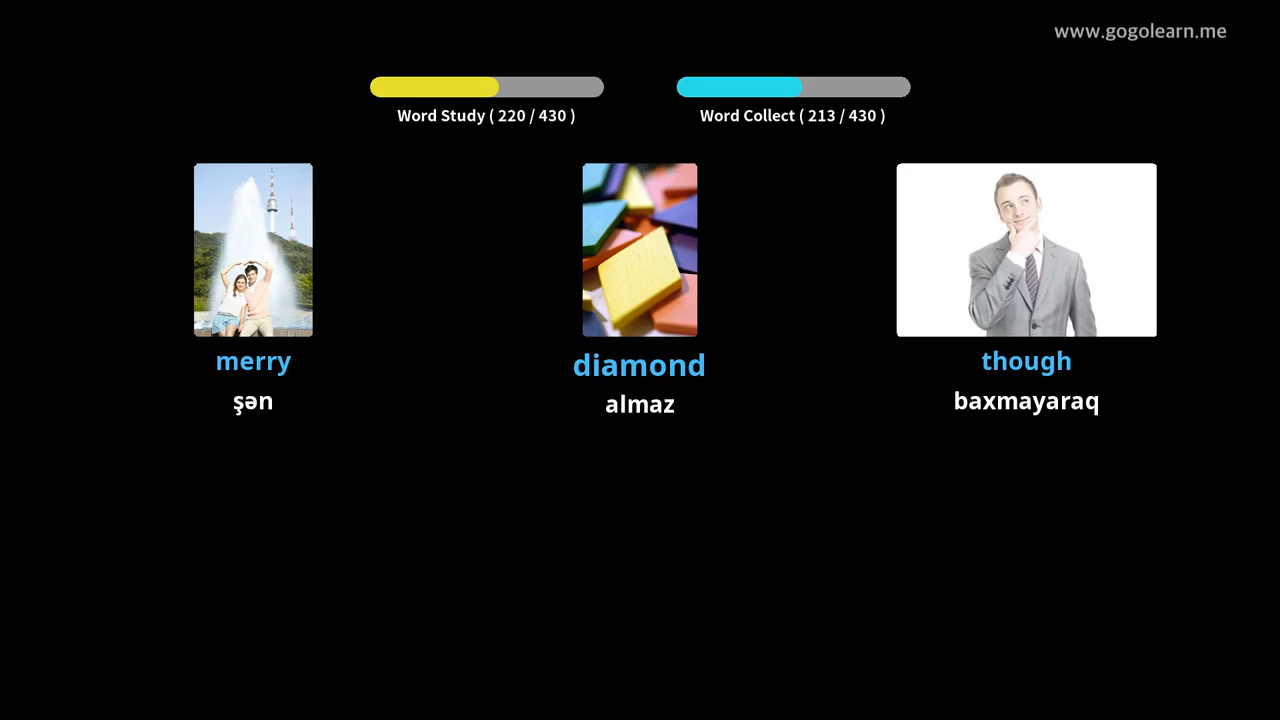 www.gogolearn.me
Word Study ( 220 / 430 )
Word Collect ( 213 / 430 )
merry
diamond
though
şən
almaz
baxmayaraq